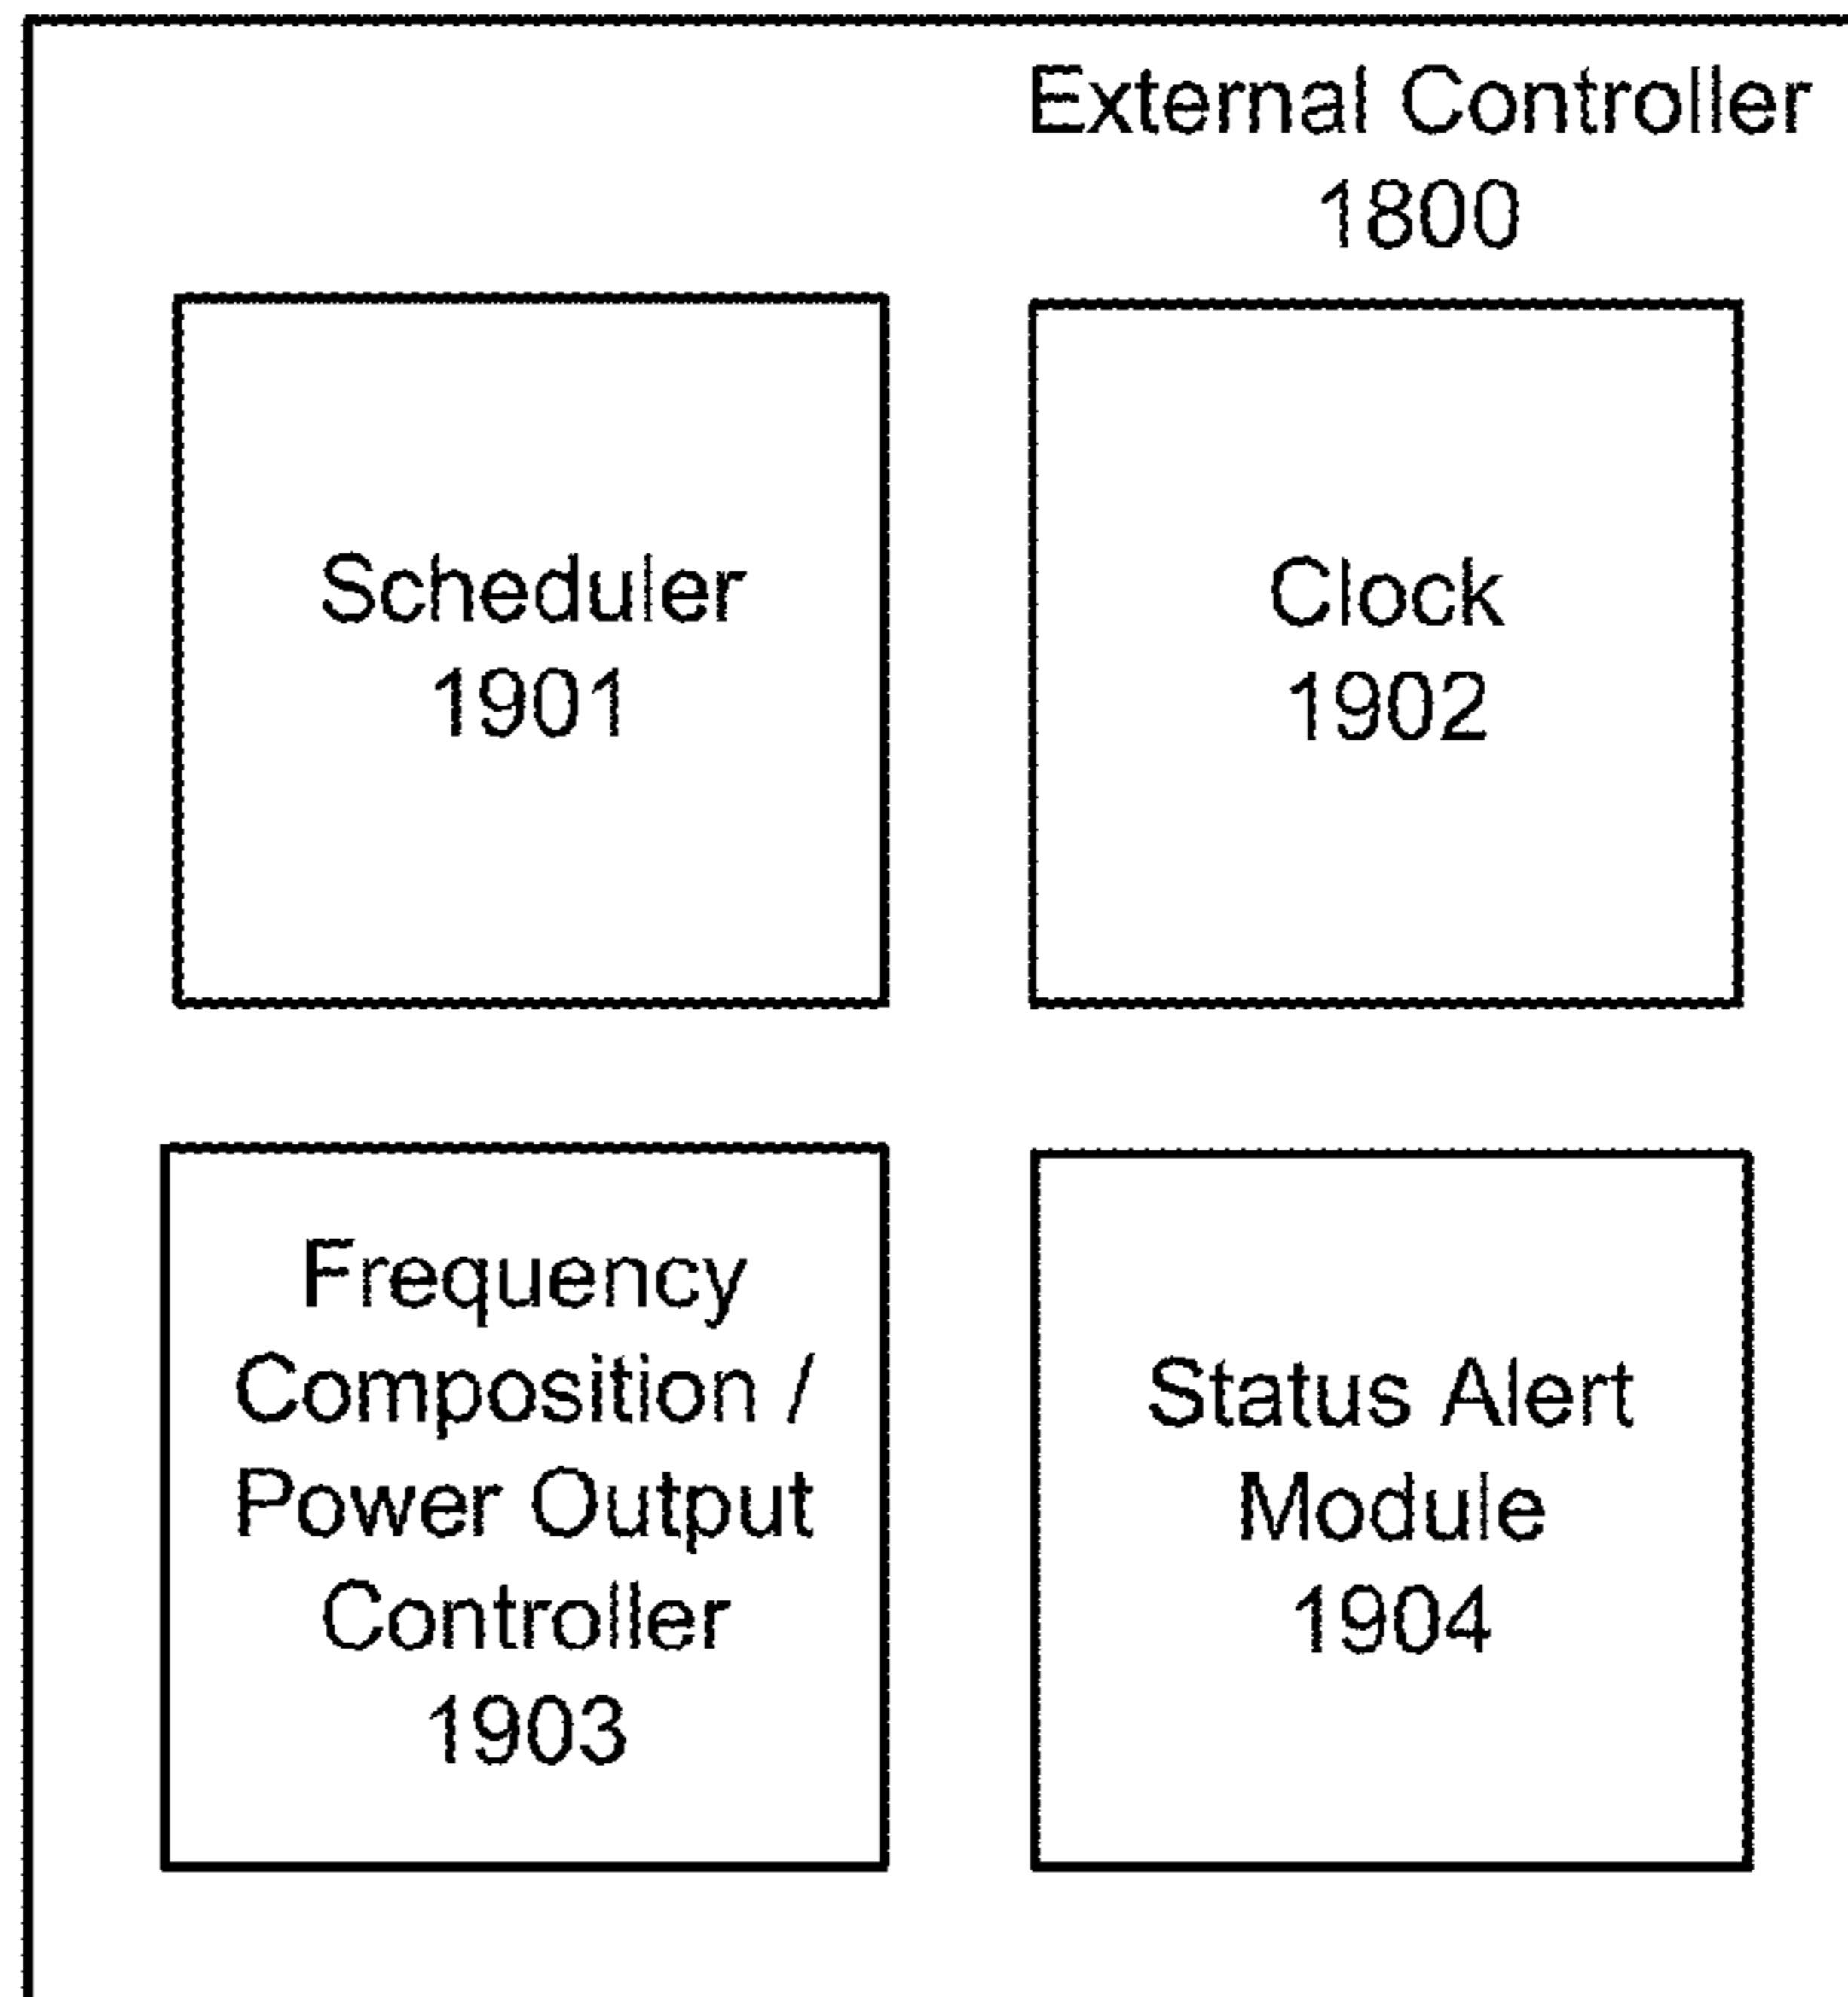 External Controller
1800
Scheduler
1901
Clock
1902
Frequency
Composition /
Power Output
Controller
1903
Status Alert
Module
1904